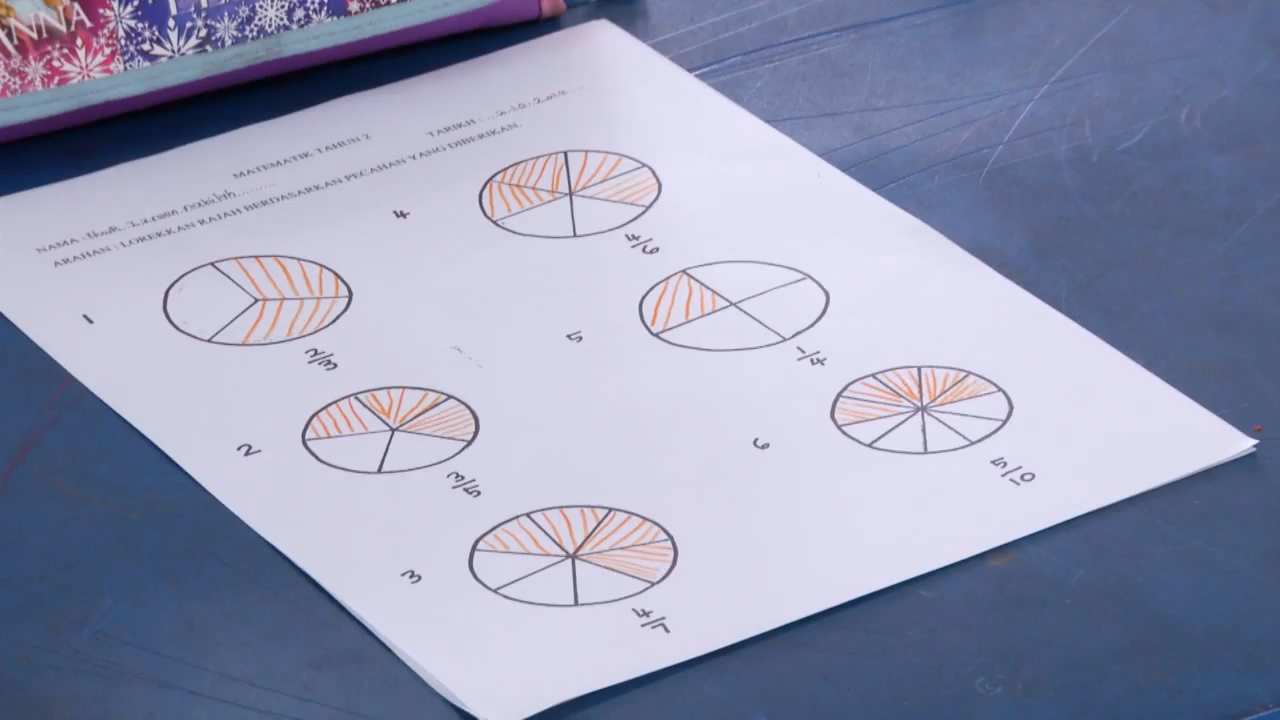 INNA
MATEMATIK TAHUN 2
TARIKH :
NAMA :
ARAHAN : LOREKKAN RAJAH BERDASARKAN PECAHAN YANG DIBERIKAN.
1
2/3
2
3/5
3
4/7
4
4/6
5
1/4
6
5/10